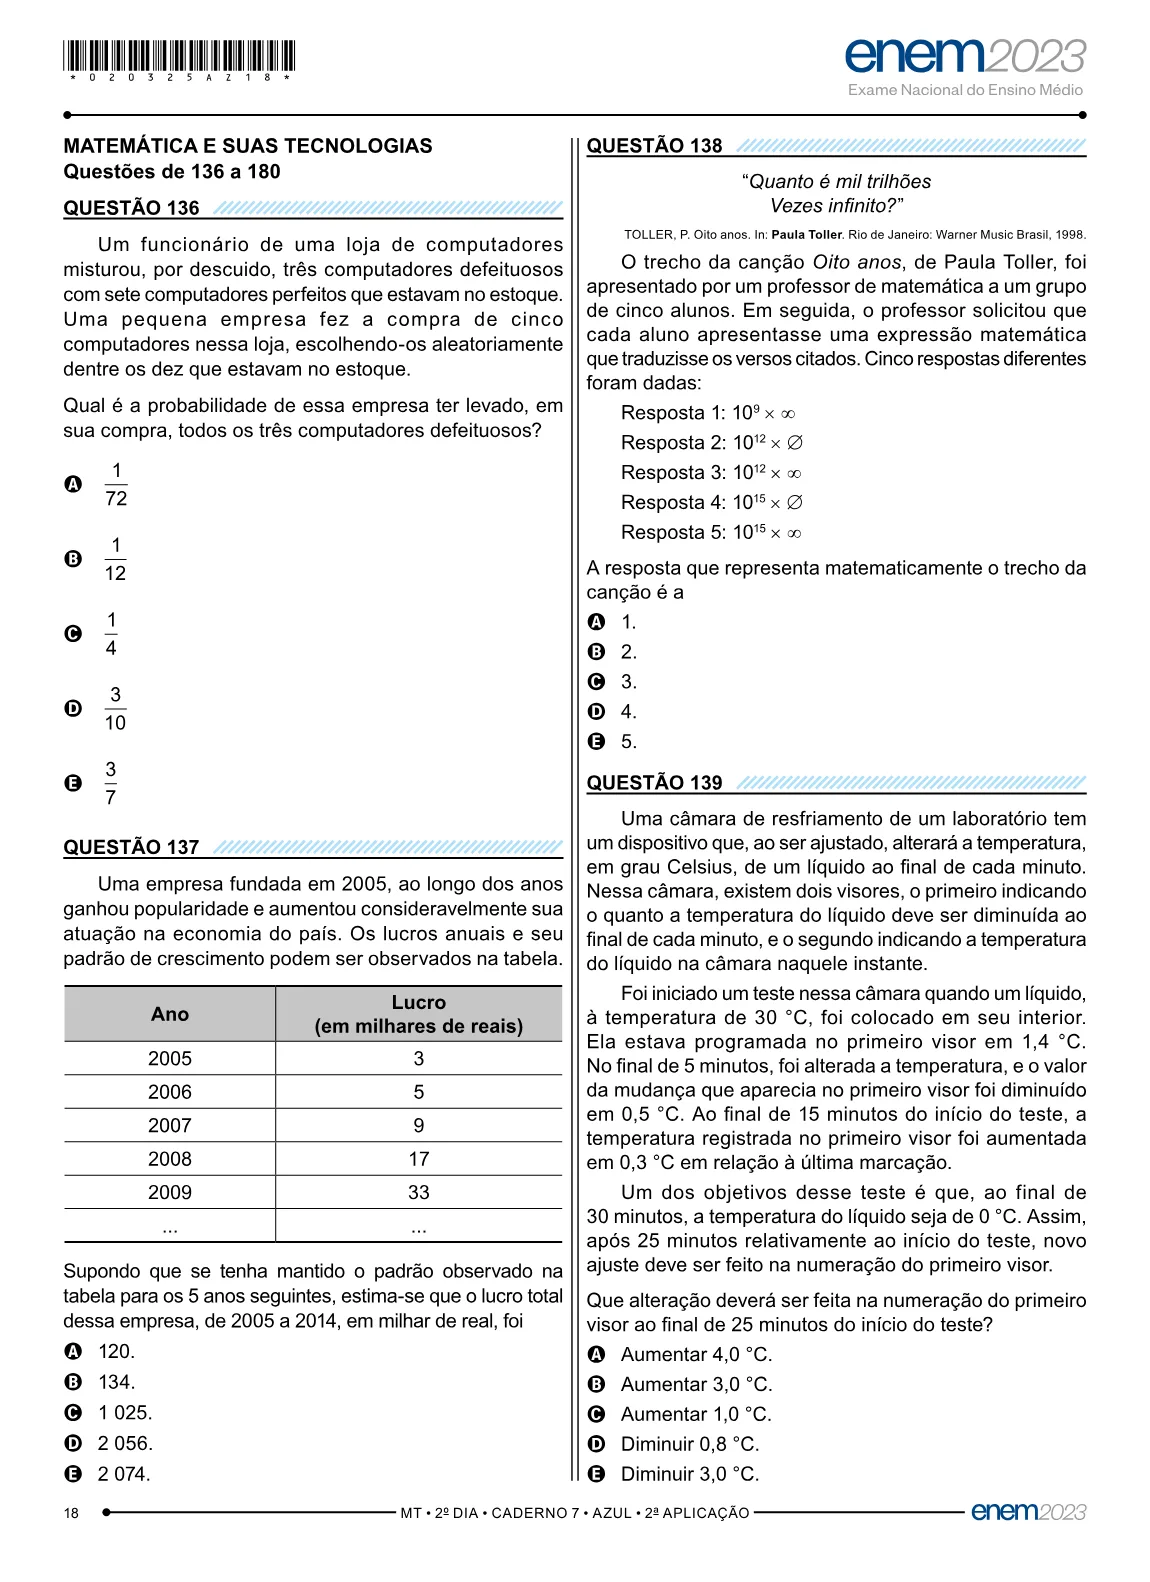 *020325AZ18*
enem2023
Exame Nacional do Ensino Médio
MATEMÁTICA E SUAS TECNOLOGIAS
Questões de 136 a 180
QUESTÃO 136
Um funcionário de uma loja de computadores
misturou, por descuido, três computadores defeituosos
com sete computadores perfeitos que estavam no estoque.
Uma pequena empresa fez a compra de cinco
computadores nessa loja, escolhendo-os aleatoriamente
dentre os dez que estavam no estoque.
Qual é a probabilidade de essa empresa ter levado, em
sua compra, todos os três computadores defeituosos?
A 1/72
B 1/12
C 1/4
D 3/10
E 3/7
QUESTÃO 137
Uma empresa fundada em 2005, ao longo dos anos
ganhou popularidade e aumentou consideravelmente sua
atuação na economia do país. Os lucros anuais e seu
padrão de crescimento podem ser observados na tabela.
Ano Lucro
(em milhares de reais)
2005 3
2006 5
2007 9
2008 17
2009 33
... ...
Supondo que se tenha mantido o padrão observado na
tabela para os 5 anos seguintes, estima-se que o lucro total
dessa empresa, de 2005 a 2014, em milhar de real, foi
A 120.
B 134.
C 1 025.
D 2 056.
E 2 074.
QUESTÃO 138
“Quanto é mil trilhões
Vezes infinito?”
TOLLER, P. Oito anos. In: Paula Toller. Rio de Janeiro: Warner Music Brasil, 1998.
O trecho da canção Oito anos, de Paula Toller, foi
apresentado por um professor de matemática a um grupo
de cinco alunos. Em seguida, o professor solicitou que
cada aluno apresentasse uma expressão matemática
que traduzisse os versos citados. Cinco respostas diferentes
foram dadas:
Resposta 1: 10⁹ × ∞
Resposta 2: 10¹² × ∅
Resposta 3: 10¹² × ∞
Resposta 4: 10¹⁵ × ∅
Resposta 5: 10¹⁵ × ∞
A resposta que representa matematicamente o trecho da
canção é a
A 1.
B 2.
C 3.
D 4.
E 5.
QUESTÃO 139
Uma câmara de resfriamento de um laboratório tem
um dispositivo que, ao ser ajustado, alterará a temperatura,
em grau Celsius, de um líquido ao final de cada minuto.
Nessa câmara, existem dois visores, o primeiro indicando
o quanto a temperatura do líquido deve ser diminuída ao
final de cada minuto, e o segundo indicando a temperatura
do líquido na câmara naquele instante.
Foi iniciado um teste nessa câmara quando um líquido,
à temperatura de 30 °C, foi colocado em seu interior.
Ela estava programada no primeiro visor em 1,4 °C.
No final de 5 minutos, foi alterada a temperatura, e o valor
da mudança que aparecia no primeiro visor foi diminuído
em 0,5 °C. Ao final de 15 minutos do início do teste, a
temperatura registrada no primeiro visor foi aumentada
em 0,3 °C em relação à última marcação.
Um dos objetivos desse teste é que, ao final de
30 minutos, a temperatura do líquido seja de 0 °C. Assim,
após 25 minutos relativamente ao início do teste, novo
ajuste deve ser feito na numeração do primeiro visor.
Que alteração deverá ser feita na numeração do primeiro
visor ao final de 25 minutos do início do teste?
A Aumentar 4,0 °C.
B Aumentar 3,0 °C.
C Aumentar 1,0 °C.
D Diminuir 0,8 °C.
E Diminuir 3,0 °C.
18 MT • 2º DIA • CADERNO 7 • AZUL • 2ª APLICAÇÃO enem2023